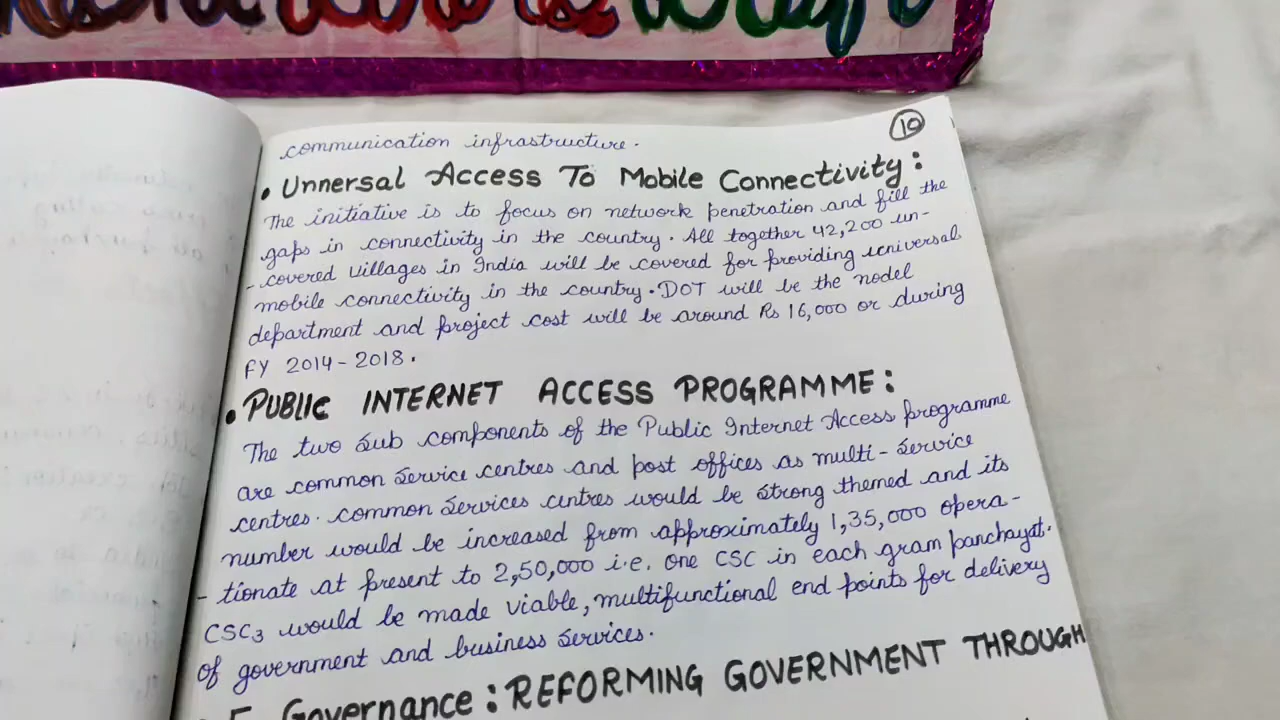 10
communication infrastructure.
• Unnersal Access To Mobile Connectivity:
The initiative is to focus on network penetration and fill the
gaps in connectivity in the country. All together 42,200 un-
- covered villages in India will be covered for providing universal
mobile connectivity in the country. DOT will be the nodel
department and project cost will be around Rs 16,000 or during
FY 2014-2018.
• PUBLIC INTERNET ACCESS PROGRAMME:
The two sub components of the Public Internet Access programme
are common service centres and post offices as multi-service
centres. common services centres would be strong themed and its
number would be increased from approximately 1,35,000 opera-
- tionate at present to 2,50,000 i.e. one CSC in each gram panchayat.
CSC3 would be made viable, multifunctional end points for delivery
of government and business services.
Governance: REFORMING GOVERNMENT THROUGH